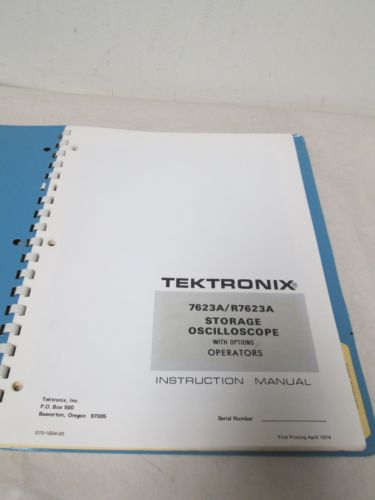 TEKTRONIX®
7623A/R7623A
STORAGE
OSCILLOSCOPE
WITH OPTIONS
OPERATORS
INSTRUCTION MANUAL
Tektronix, Inc.
P.O. Box 500
Beaverton, Oregon 97005
Serial Number
070-1684-00
First Printing April 1974